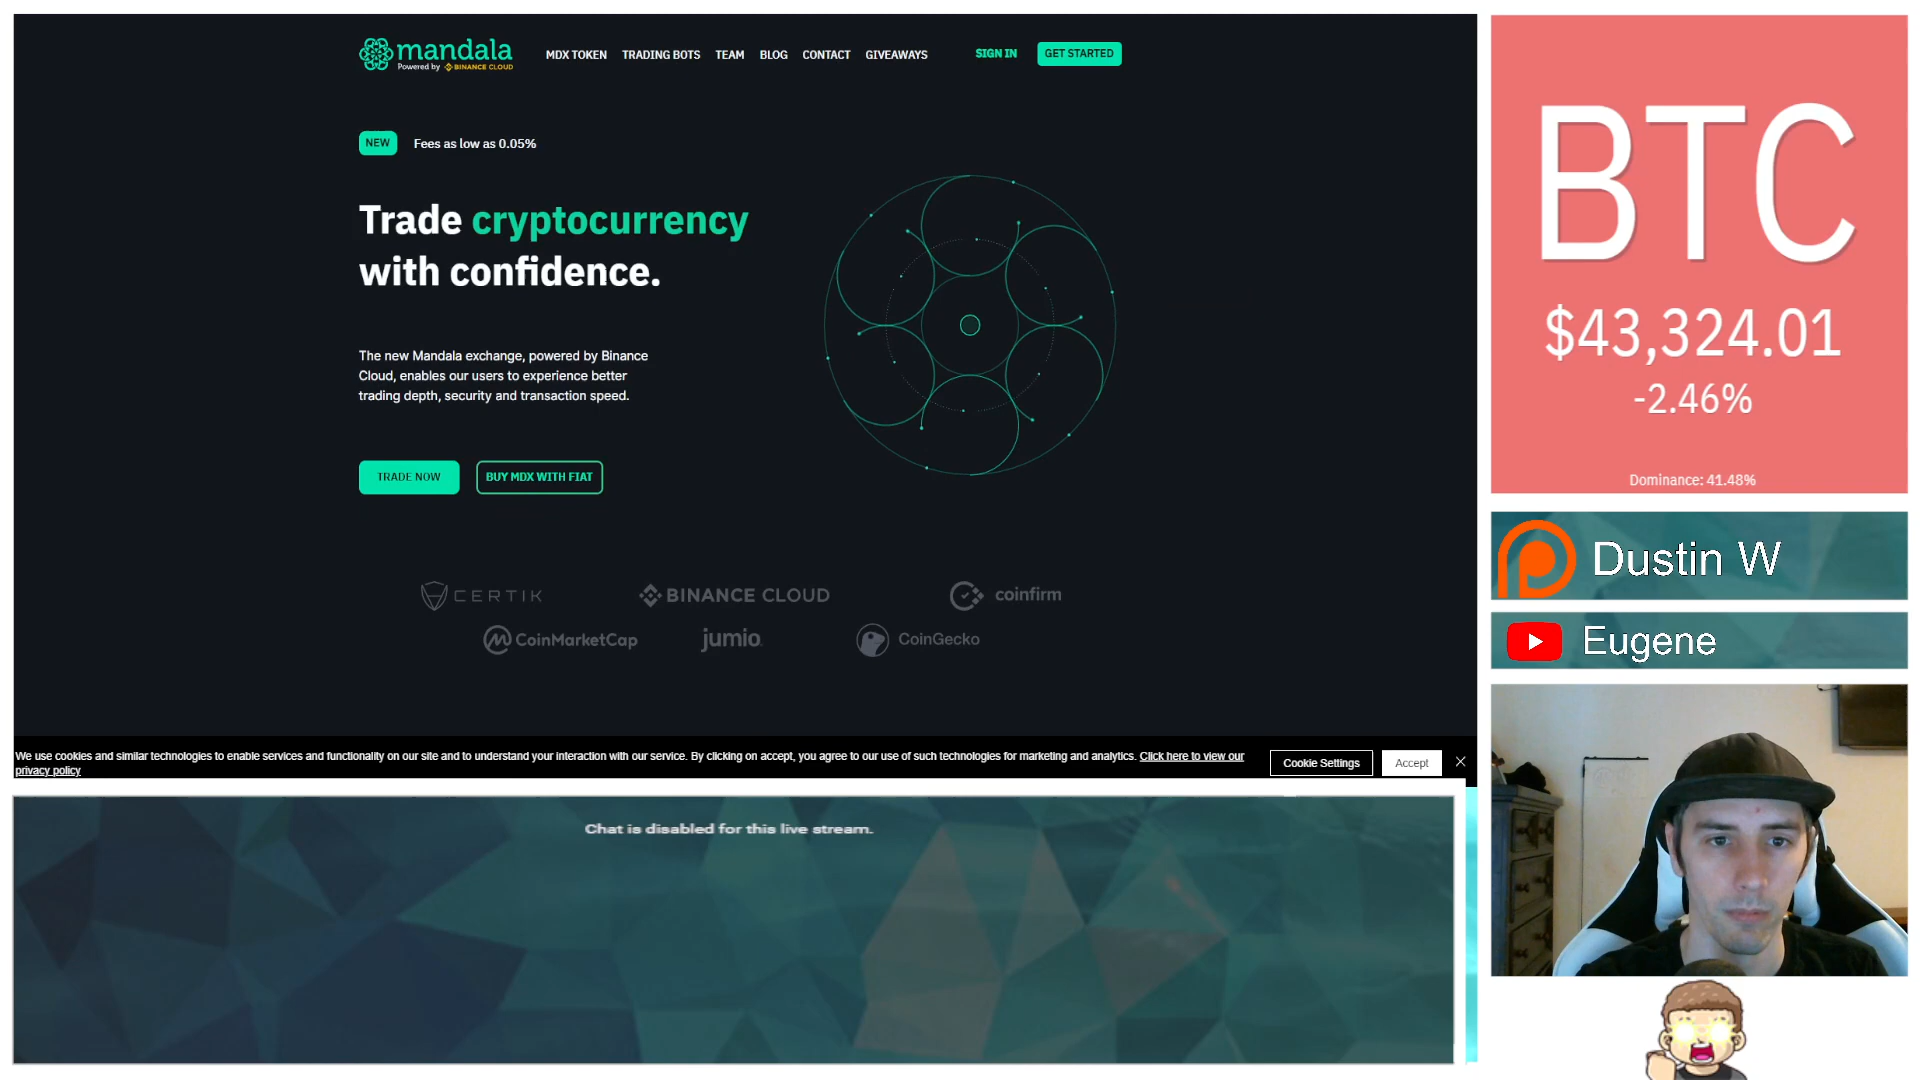 mandala
Powered by BINANCE CLOUD
MDX TOKEN
TRADING BOTS
TEAM
BLOG
CONTACT
GIVEAWAYS
SIGN IN
GET STARTED
NEW
Fees as low as 0.05%
Trade cryptocurrency
with confidence.
The new Mandala exchange, powered by Binance
Cloud, enables our users to experience better
trading depth, security and transaction speed.
TRADE NOW
BUY MDX WITH FIAT
CERTIK
BINANCE CLOUD
coinfirm
CoinMarketCap
jumio.
CoinGecko
We use cookies and similar technologies to enable services and functionality on our site and to understand your interaction with our service. By clicking on accept, you agree to our use of such technologies for marketing and analytics. Click here to view our
privacy policy
Cookie Settings
Accept
Chat is disabled for this live stream.
BTC
$43,324.01
-2.46%
Dominance: 41.48%
Dustin W
Eugene